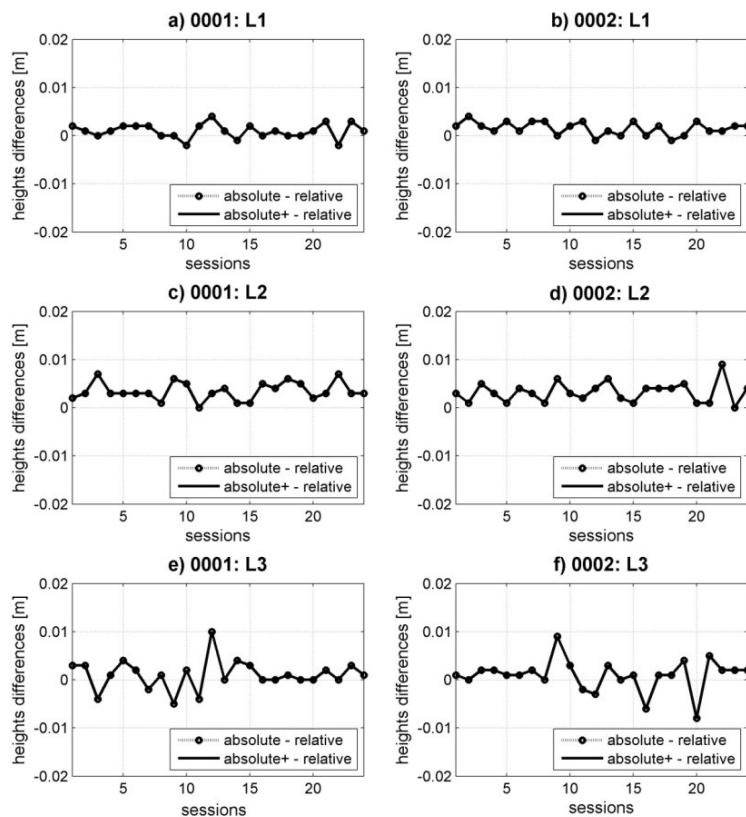 a) 0001: L1
0.02
0.01
0
-0.01
-0.02
heights differences [m]
absolute - relative
absolute+ - relative
5 10 15 20
sessions
b) 0002: L1
0.02
0.01
0
-0.01
-0.02
heights differences [m]
absolute - relative
absolute+ - relative
5 10 15 20
sessions
c) 0001: L2
0.02
0.01
0
-0.01
-0.02
heights differences [m]
absolute - relative
absolute+ - relative
5 10 15 20
sessions
d) 0002: L2
0.02
0.01
0
-0.01
-0.02
heights differences [m]
absolute - relative
absolute+ - relative
5 10 15 20
sessions
e) 0001: L3
0.02
0.01
0
-0.01
-0.02
heights differences [m]
absolute - relative
absolute+ - relative
5 10 15 20
sessions
f) 0002: L3
0.02
0.01
0
-0.01
-0.02
heights differences [m]
absolute - relative
absolute+ - relative
5 10 15 20
sessions